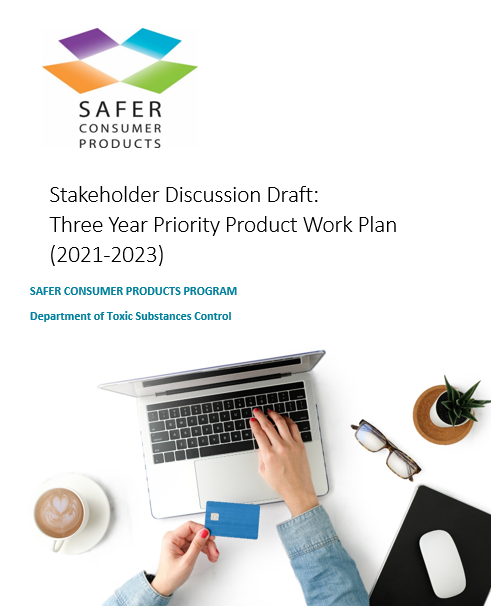 SAFER
CONSUMER
PRODUCTS
Stakeholder Discussion Draft:
Three Year Priority Product Work Plan
(2021-2023)
SAFER CONSUMER PRODUCTS PROGRAM
Department of Toxic Substances Control